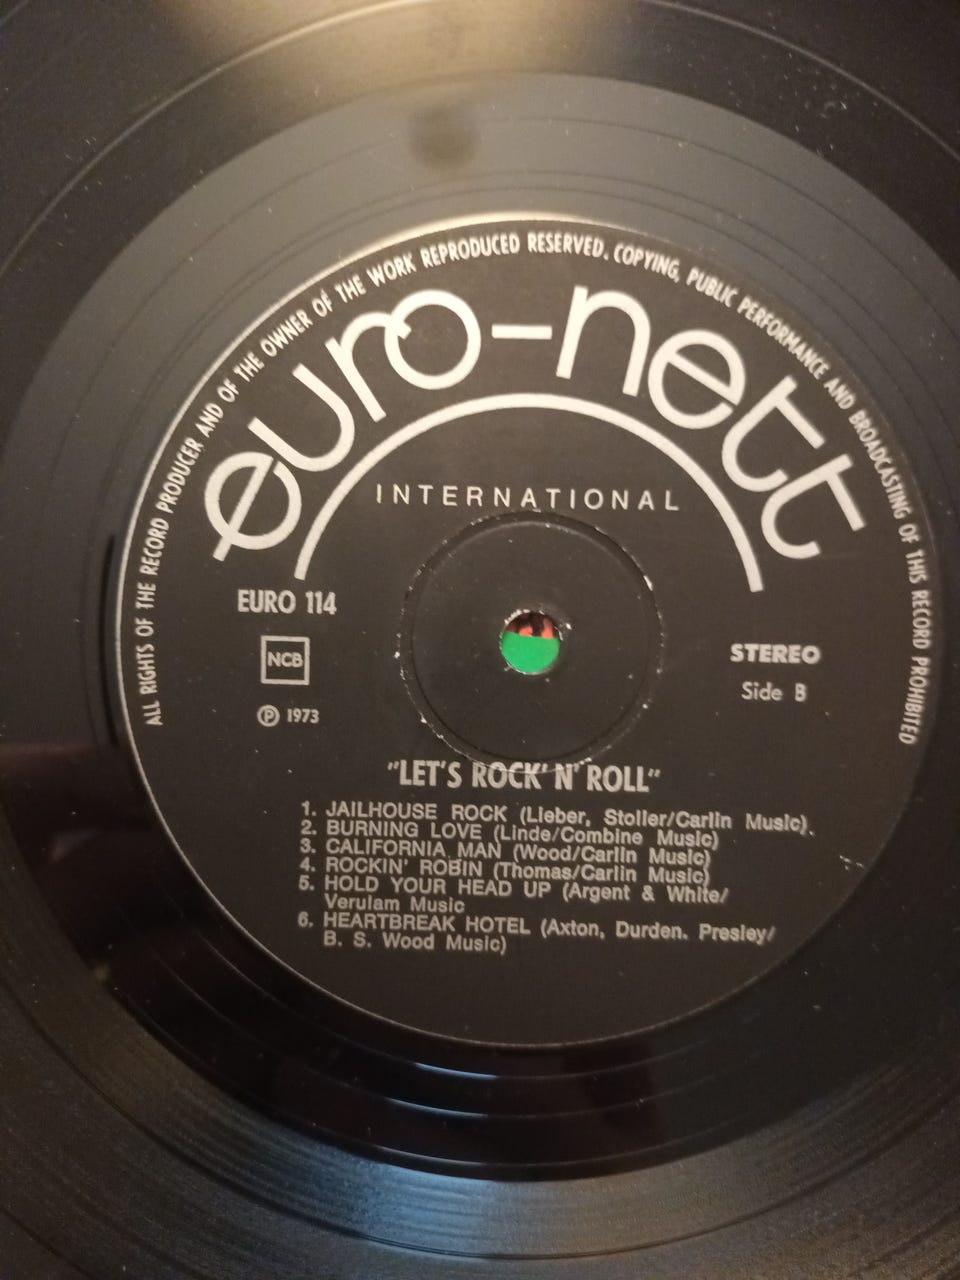 ALL RIGHTS OF THE RECORD PRODUCER AND OF THE OWNER OF THE WORK REPRODUCED RESERVED. COPYING, PUBLIC PERFORMANCE AND BROADCASTING OF THIS RECORD PROHIBITED
euro-nett
INTERNATIONAL
EURO 114
NCB
℗ 1973
STEREO
Side B
"LET'S ROCK' N' ROLL"
1. JAILHOUSE ROCK (Lieber, Stoller/Carlin Music).
2. BURNING LOVE (Linde/Combine Music)
3. CALIFORNIA MAN (Wood/Carlin Music)
4. ROCKIN' ROBIN (Thomas/Carlin Music)
5. HOLD YOUR HEAD UP (Argent & White/
Verulam Music
6. HEARTBREAK HOTEL (Axton, Durden. Presley/
B. S. Wood Music)